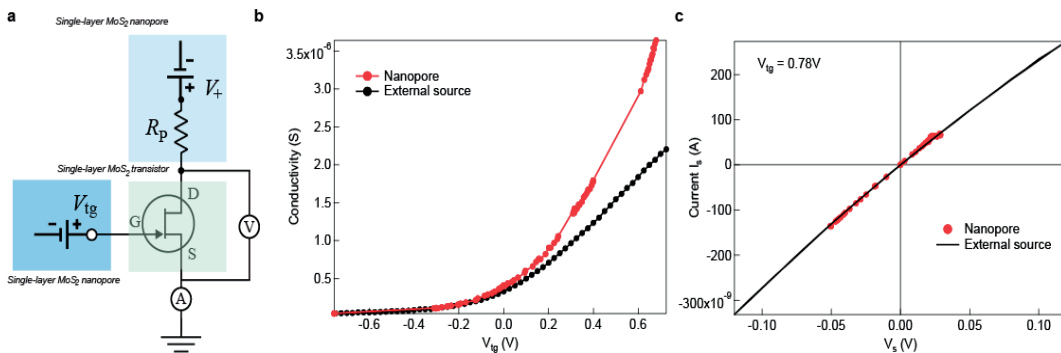 a
Single-layer MoS2 nanopore
V+
RP
Single-layer MoS2 transistor
Vtg
D
G
S
V
A
Single-layer MoS2 nanopore
b
3.5x10-6
3.0
2.5
2.0
1.5
1.0
0.5
Conductivity (S)
Nanopore
External source
-0.6 -0.4 -0.2 0.0 0.2 0.4 0.6
Vtg (V)
c
Vtg = 0.78V
200
100
0
-100
-200
-300x10-9
Current Is (A)
Nanopore
External source
-0.10 -0.05 0.00 0.05 0.10
Vs (V)